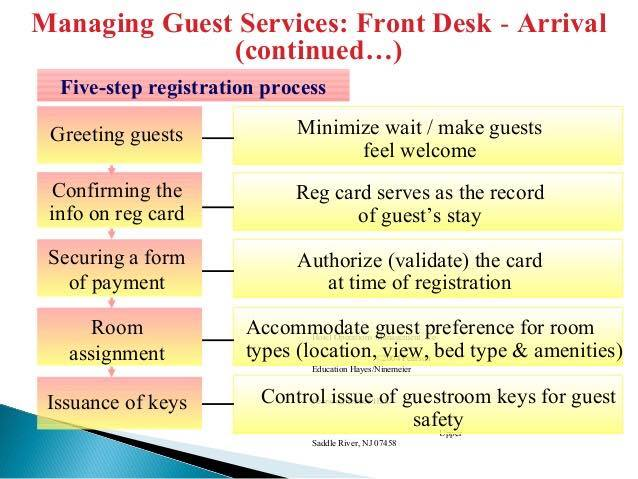 Managing Guest Services: Front Desk - Arrival
(continued…)
Five-step registration process
Greeting guests
Minimize wait / make guests
feel welcome
Confirming the
info on reg card
Reg card serves as the record
of guest’s stay
Securing a form
of payment
Authorize (validate) the card
at time of registration
Room
assignment
Accommodate guest preference for room
types (location, view, bed type & amenities)
Education Hayes/Ninemeier
Issuance of keys
Control issue of guestroom keys for guest
safety
Upper
Saddle River, NJ 07458